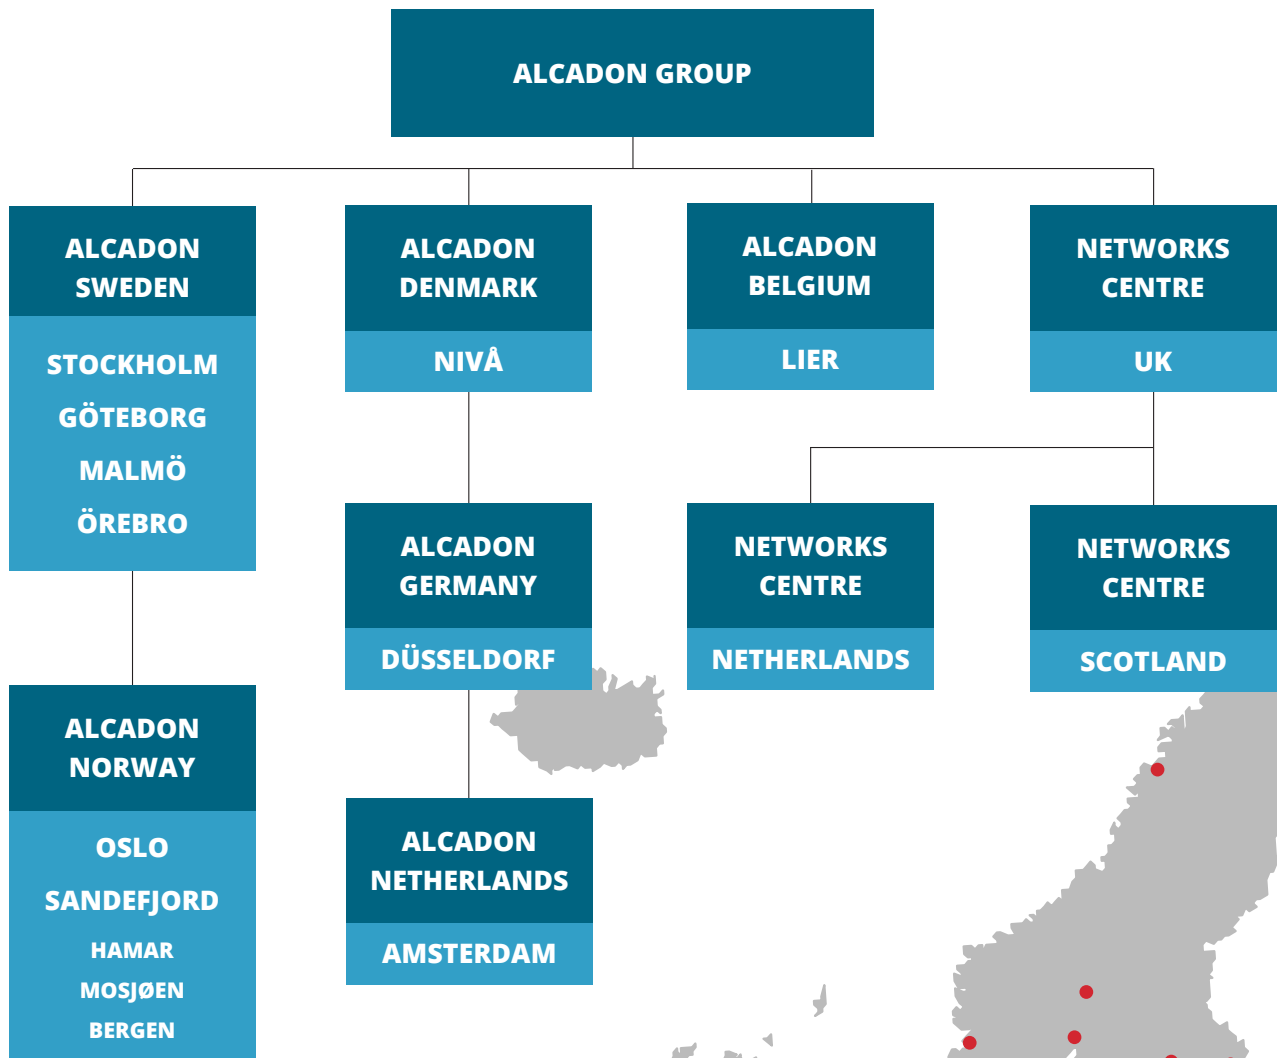 ALCADON GROUP
ALCADON
SWEDEN
STOCKHOLM
GÖTEBORG
MALMÖ
ÖREBRO
ALCADON
DENMARK
NIVÅ
ALCADON
BELGIUM
LIER
NETWORKS
CENTRE
UK
ALCADON
GERMANY
DÜSSELDORF
NETWORKS
CENTRE
NETHERLANDS
NETWORKS
CENTRE
SCOTLAND
ALCADON
NORWAY
OSLO
SANDEFJORD
HAMAR
MOSJØEN
BERGEN
ALCADON
NETHERLANDS
AMSTERDAM